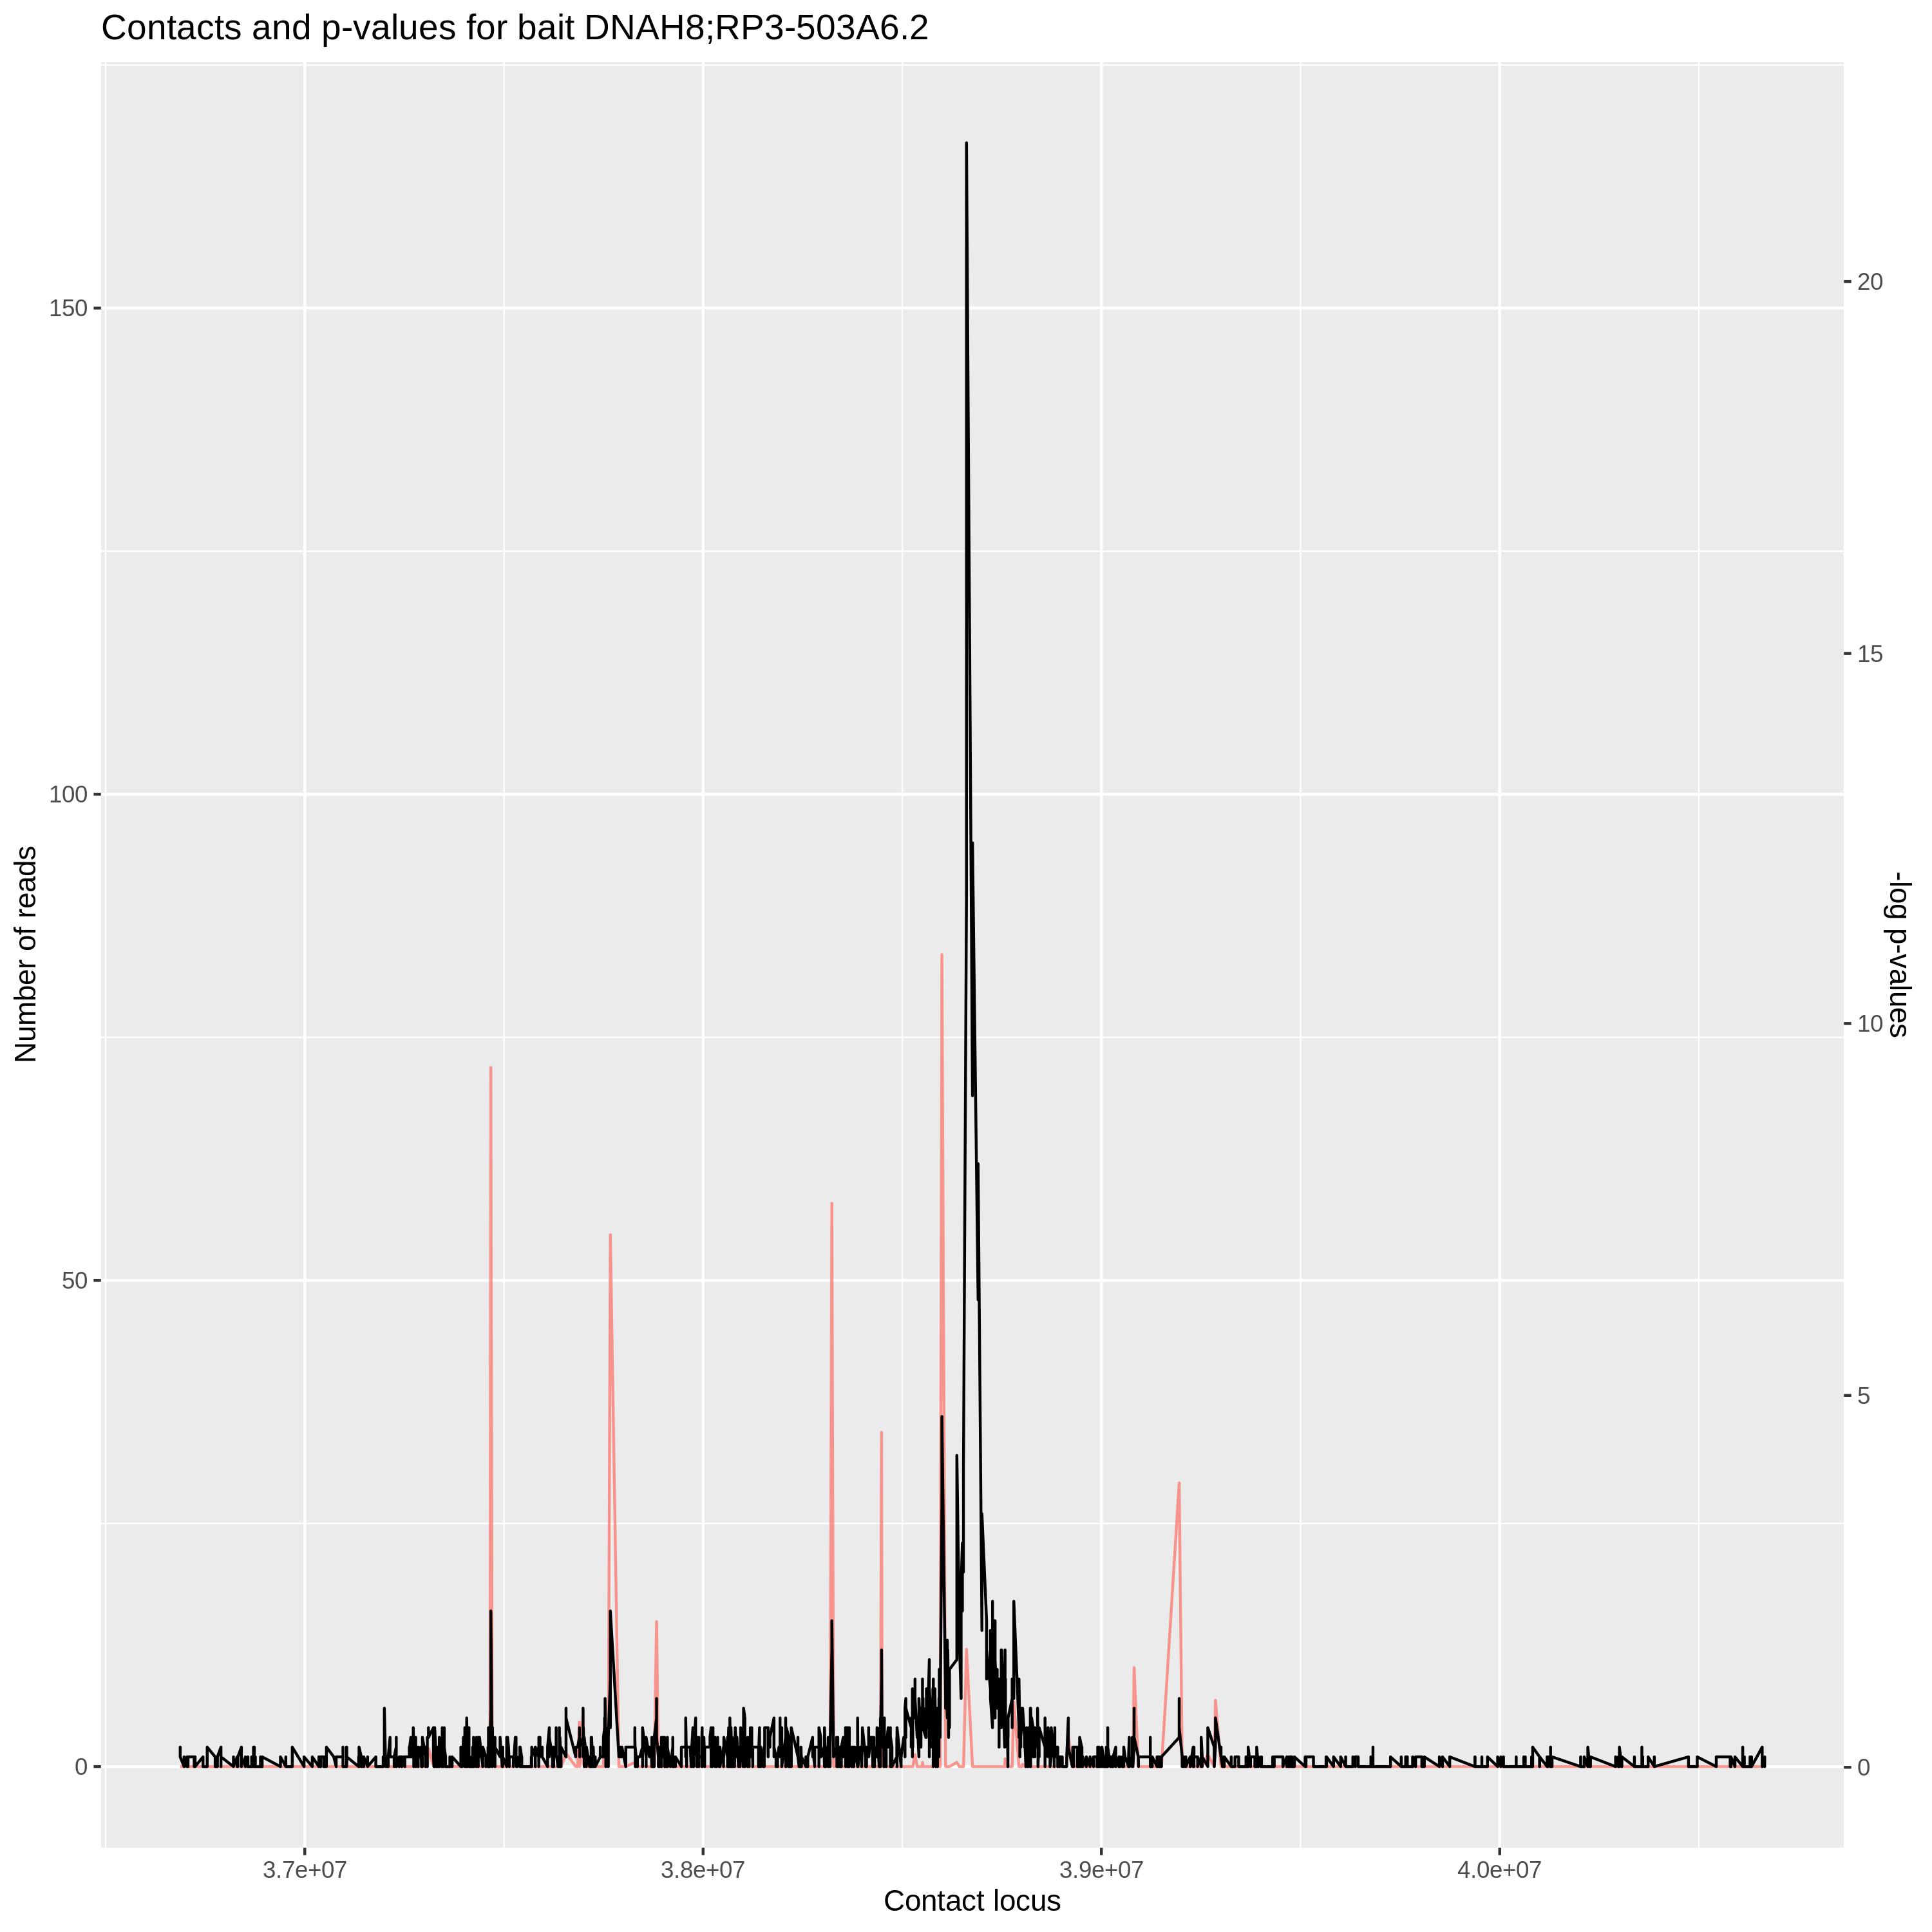 Contacts and p-values for bait DNAH8;RP3-503A6.2
150
100
50
0
Number of reads
20
15
10
5
0
-log p-values
3.7e+07
3.8e+07
3.9e+07
4.0e+07
Contact locus